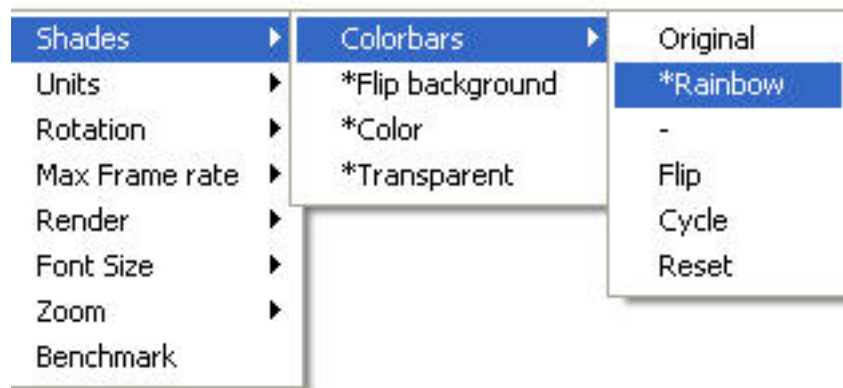 Shades
Units
Rotation
Max Frame rate
Render
Font Size
Zoom
Benchmark
Colorbars
*Flip background
*Color
*Transparent
Original
*Rainbow
-
Flip
Cycle
Reset